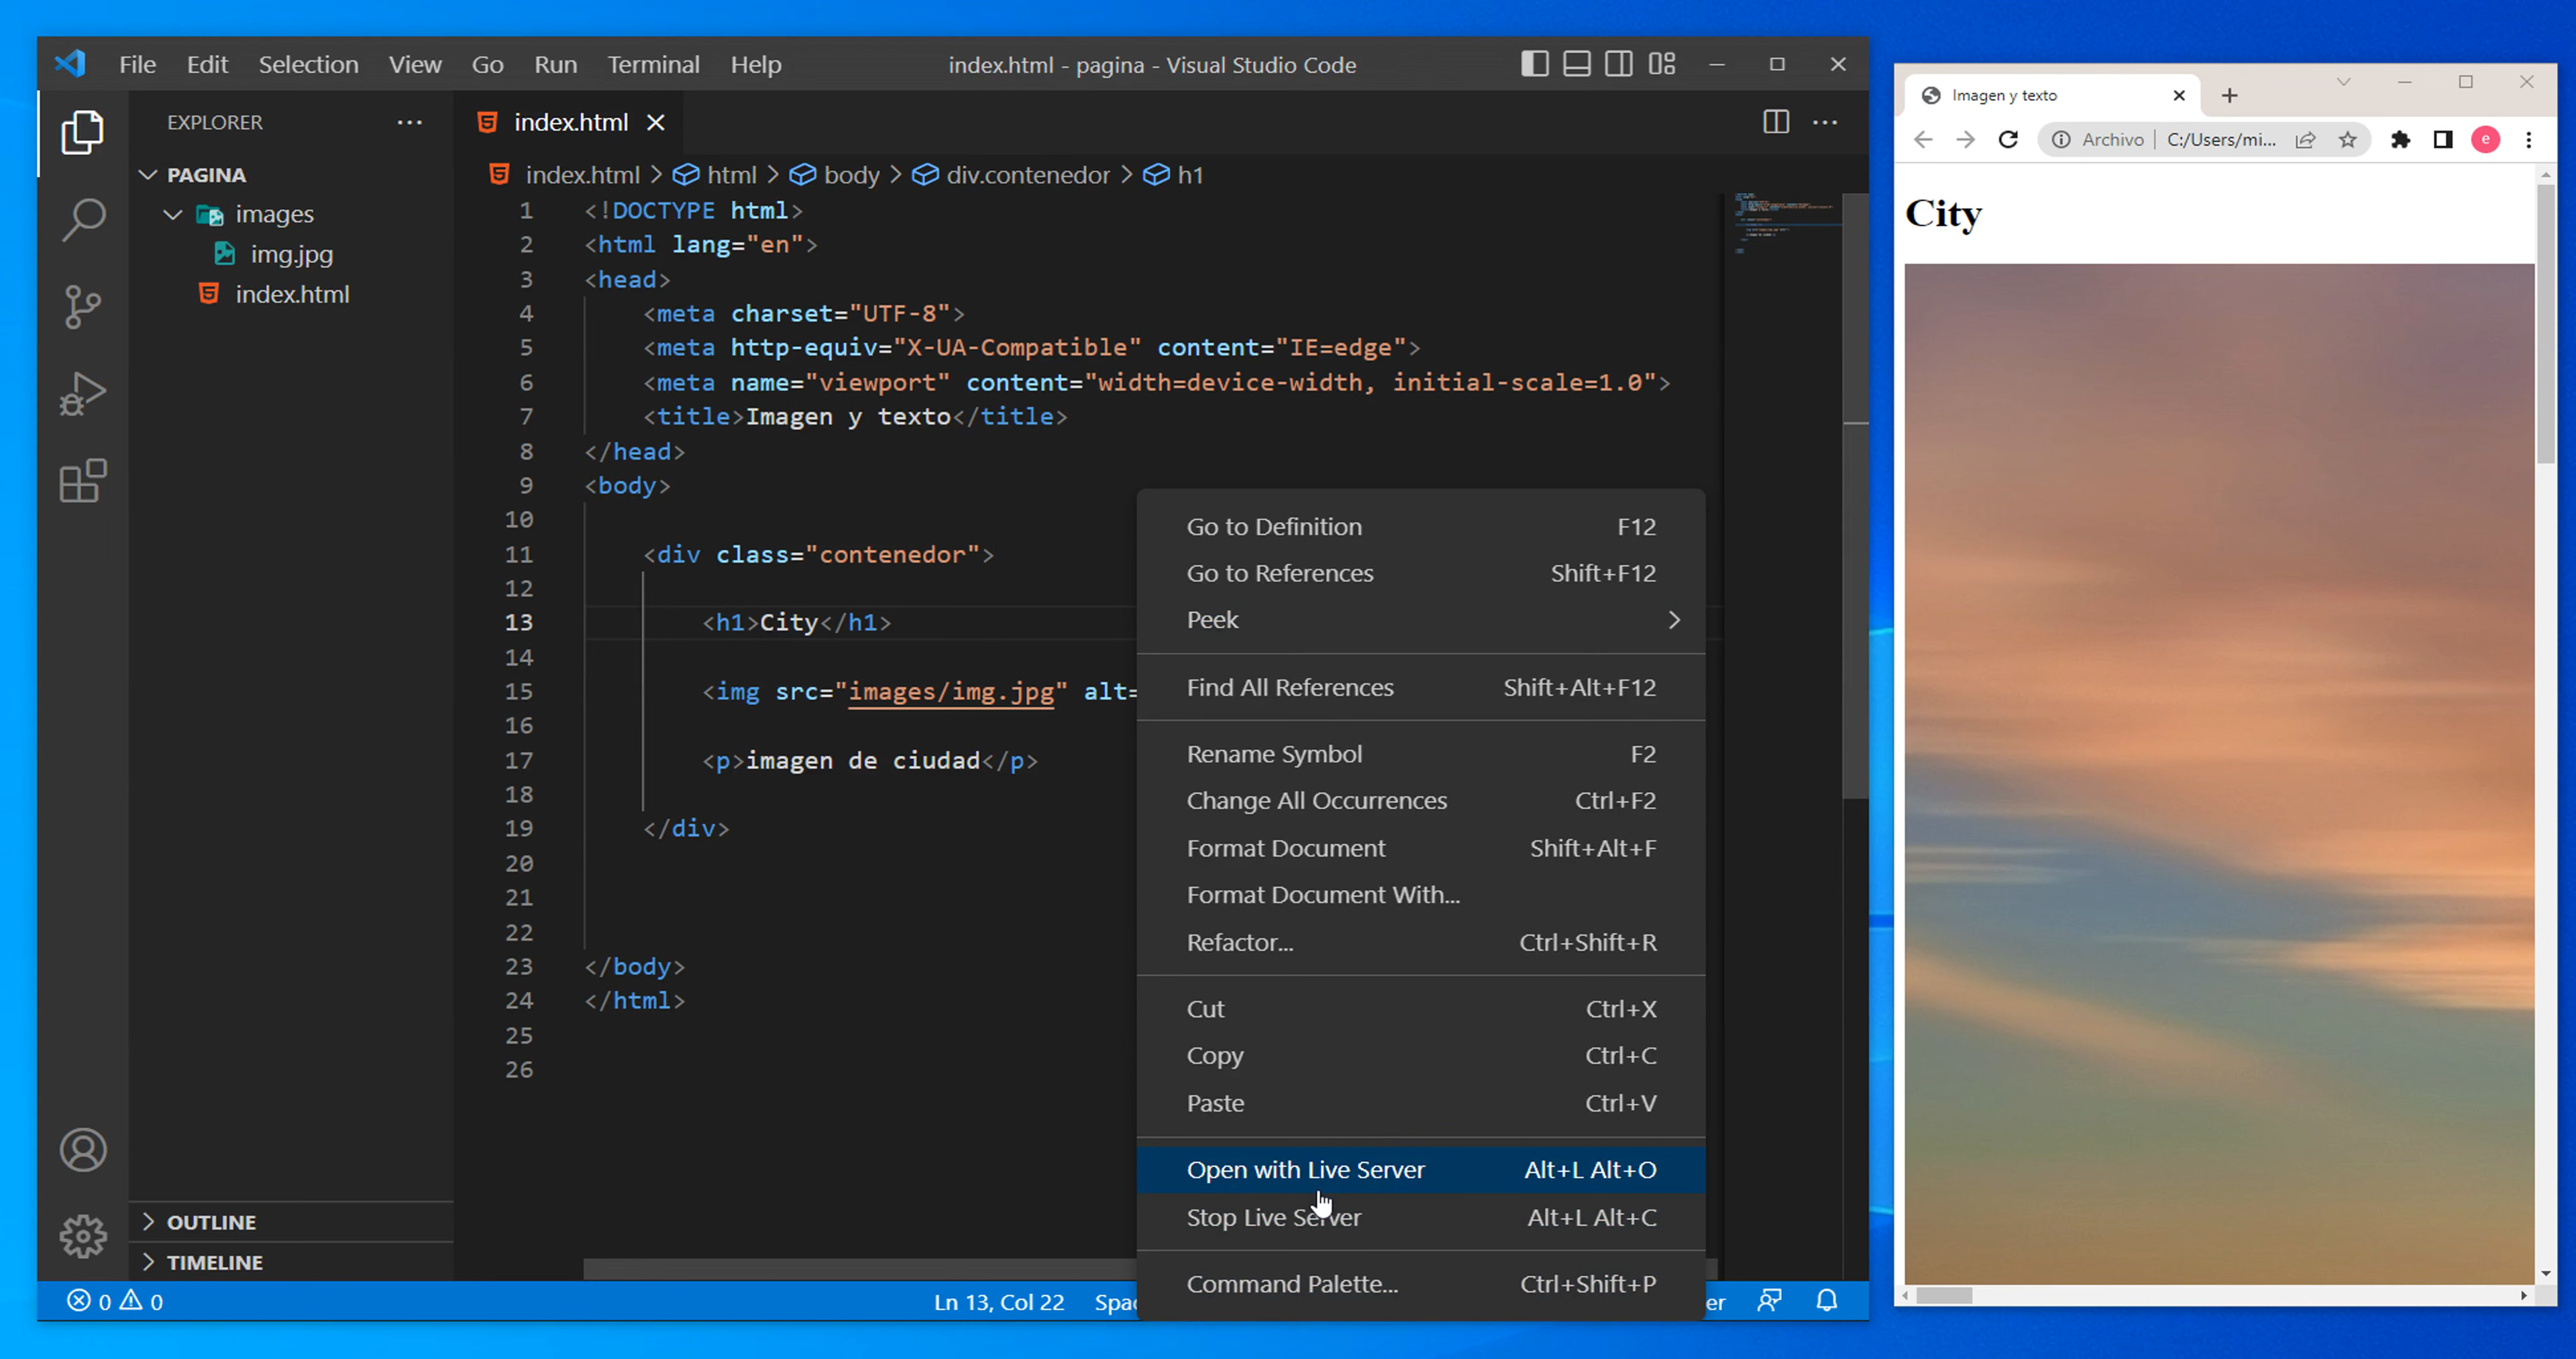 File Edit Selection View Go Run Terminal Help
index.html - pagina - Visual Studio Code
EXPLORER
PAGINA
images
img.jpg
index.html
OUTLINE
TIMELINE
index.html
index.html > html > body > div.contenedor > h1
1 <!DOCTYPE html>
2 <html lang="en">
3 <head>
4 <meta charset="UTF-8">
5 <meta http-equiv="X-UA-Compatible" content="IE=edge">
6 <meta name="viewport" content="width=device-width, initial-scale=1.0">
7 <title>Imagen y texto</title>
8 </head>
9 <body>
10
11 <div class="contenedor">
12
13 <h1>City</h1>
14
15 <img src="images/img.jpg" alt=
16
17 <p>imagen de ciudad</p>
18
19 </div>
20
21
22
23 </body>
24 </html>
25
26
Go to Definition F12
Go to References Shift+F12
Peek
Find All References Shift+Alt+F12
Rename Symbol F2
Change All Occurrences Ctrl+F2
Format Document Shift+Alt+F
Format Document With...
Refactor... Ctrl+Shift+R
Cut Ctrl+X
Copy Ctrl+C
Paste Ctrl+V
Open with Live Server Alt+L Alt+O
Stop Live Server Alt+L Alt+C
Command Palette... Ctrl+Shift+P
0 0
Ln 13, Col 22
Imagen y texto
Archivo C:/Users/mi... e
City